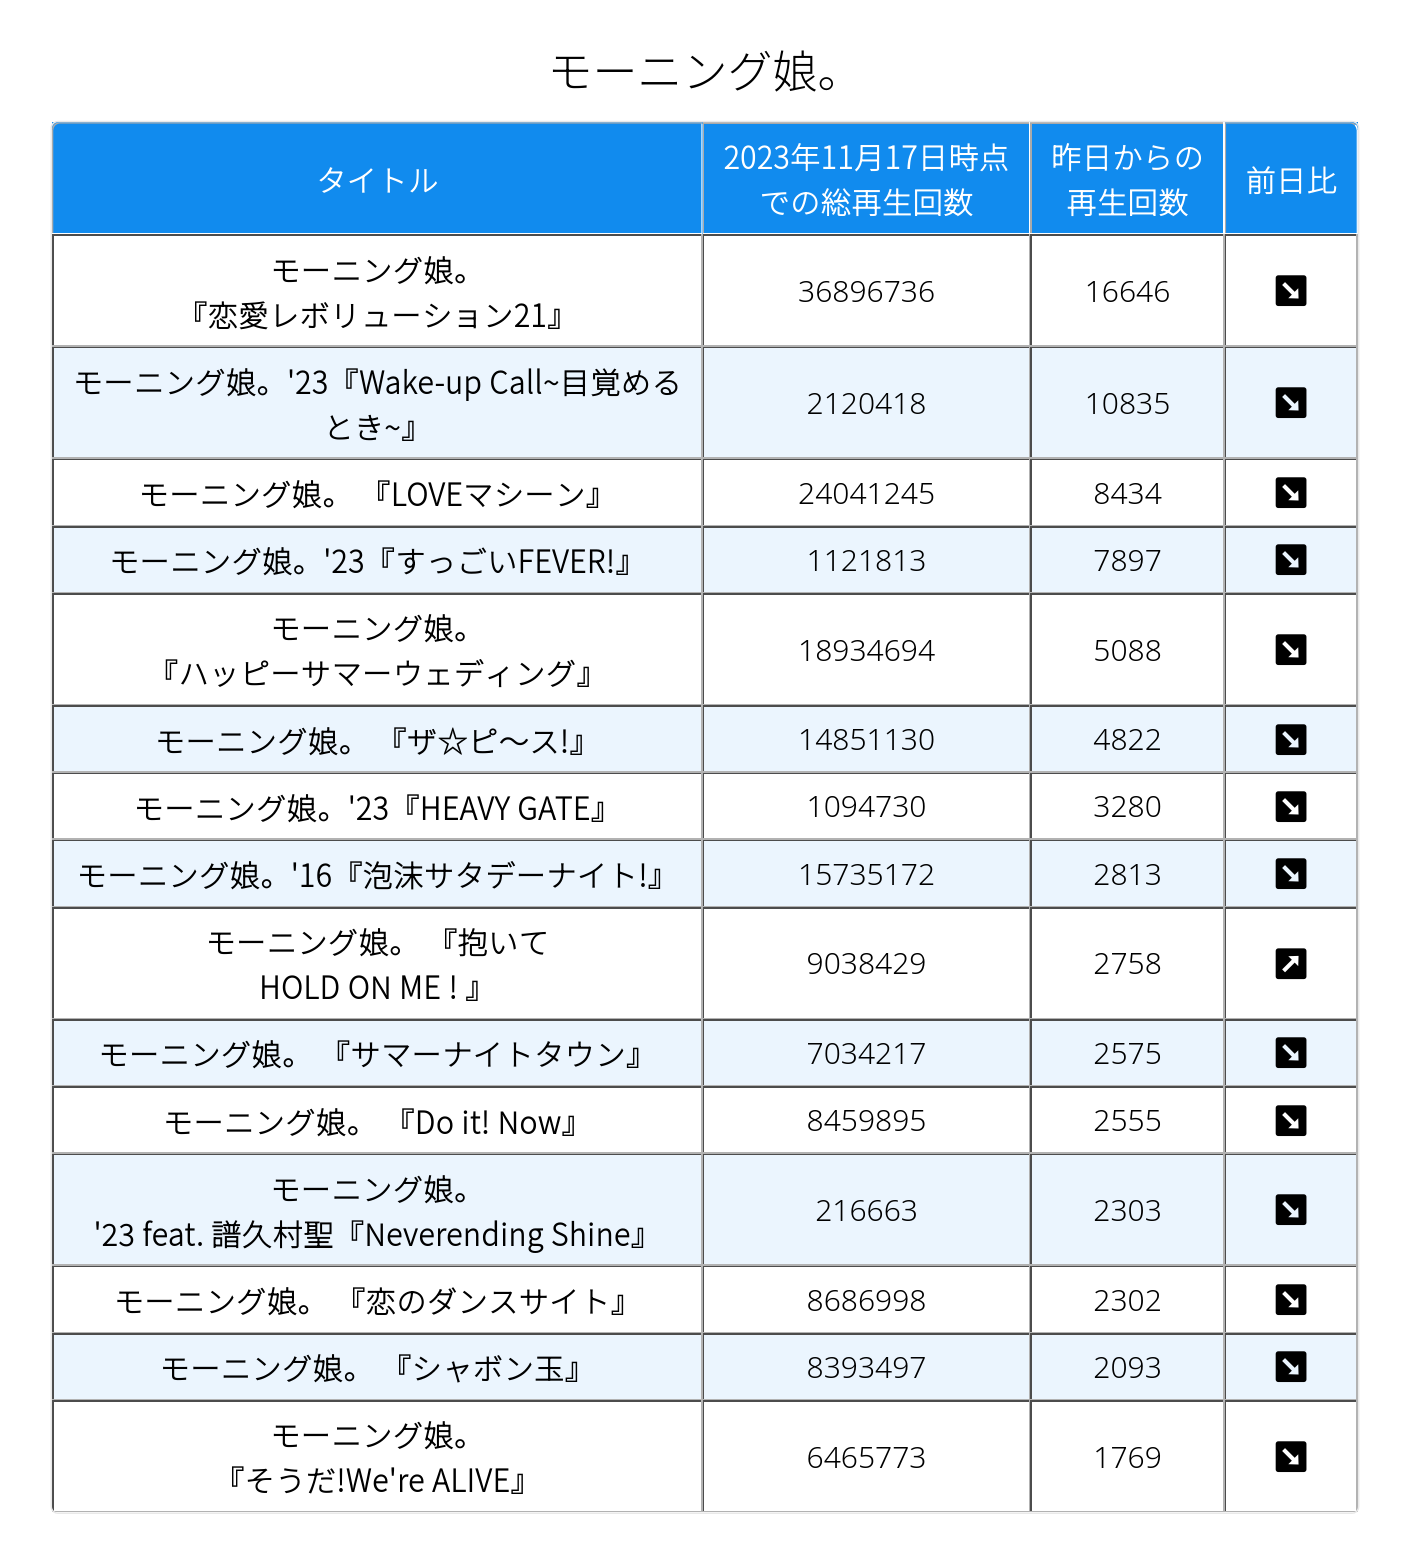 モーニング娘。
タイトル
2023年11月17日時点
での総再生回数
昨日からの
再生回数
前日比
モーニング娘。
『恋愛レボリューション21』
36896736
16646
モーニング娘。'23『Wake-up Call~目覚める
とき~』
2120418
10835
モーニング娘。 『LOVEマシーン』
24041245
8434
モーニング娘。'23『すっごいFEVER!』
1121813
7897
モーニング娘。
『ハッピーサマーウェディング』
18934694
5088
モーニング娘。 『ザ☆ピ〜ス!』
14851130
4822
モーニング娘。'23『HEAVY GATE』
1094730
3280
モーニング娘。'16『泡沫サタデーナイト!』
15735172
2813
モーニング娘。 『抱いて
HOLD ON ME ! 』
9038429
2758
モーニング娘。 『サマーナイトタウン』
7034217
2575
モーニング娘。 『Do it! Now』
8459895
2555
モーニング娘。
'23 feat. 譜久村聖『Neverending Shine』
216663
2303
モーニング娘。 『恋のダンスサイト』
8686998
2302
モーニング娘。 『シャボン玉』
8393497
2093
モーニング娘。
『そうだ!We're ALIVE』
6465773
1769